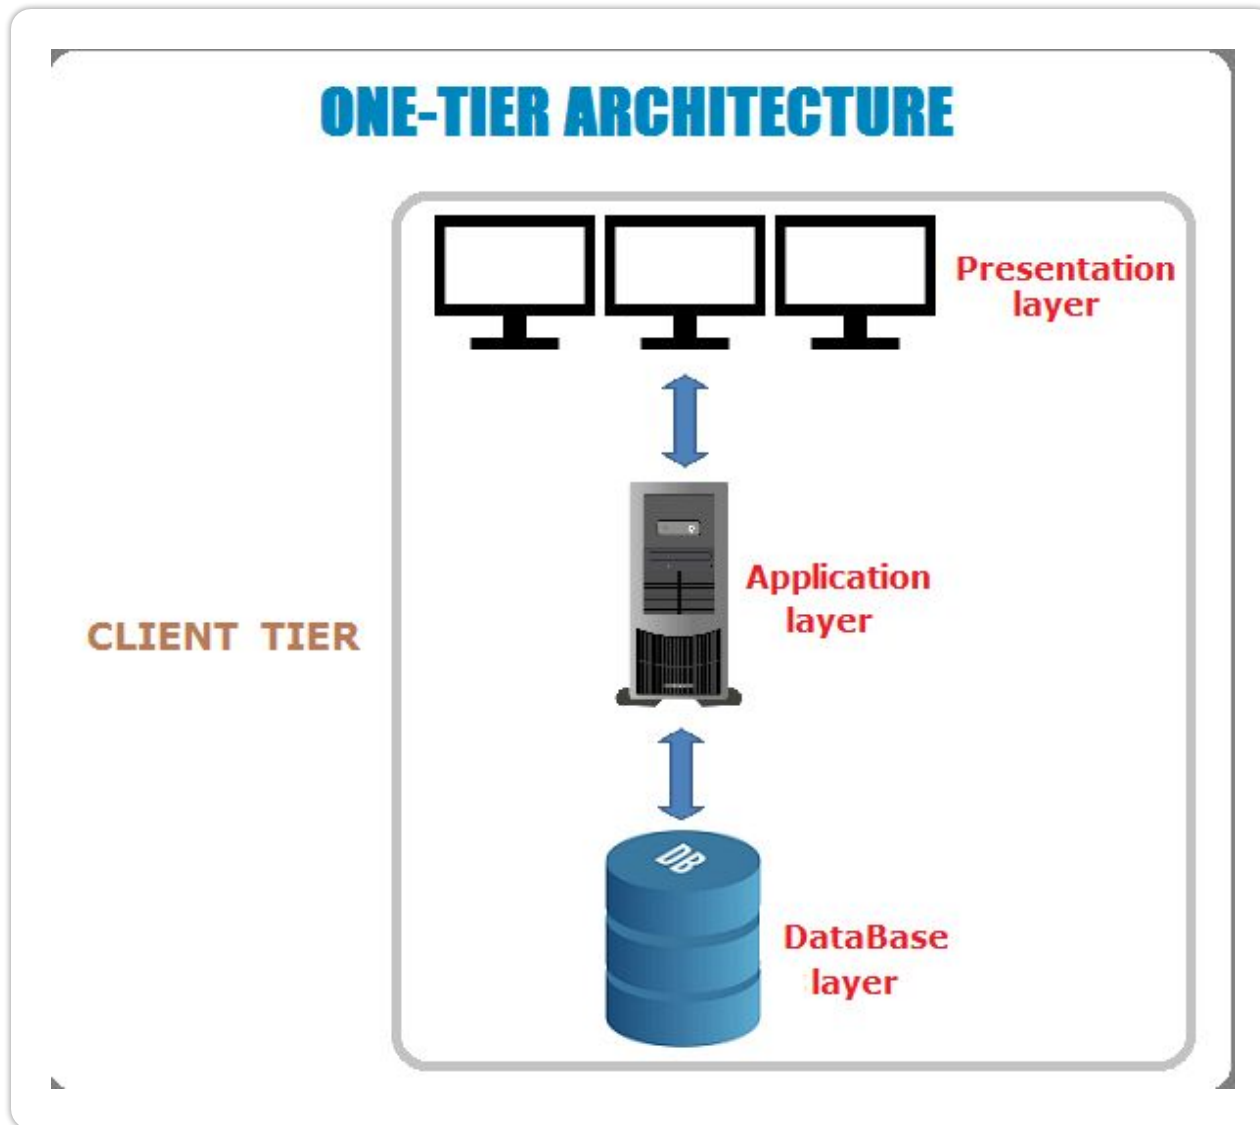 ONE-TIER ARCHITECTURE
Presentation
layer
Application
layer
CLIENT TIER
DB
DataBase
layer